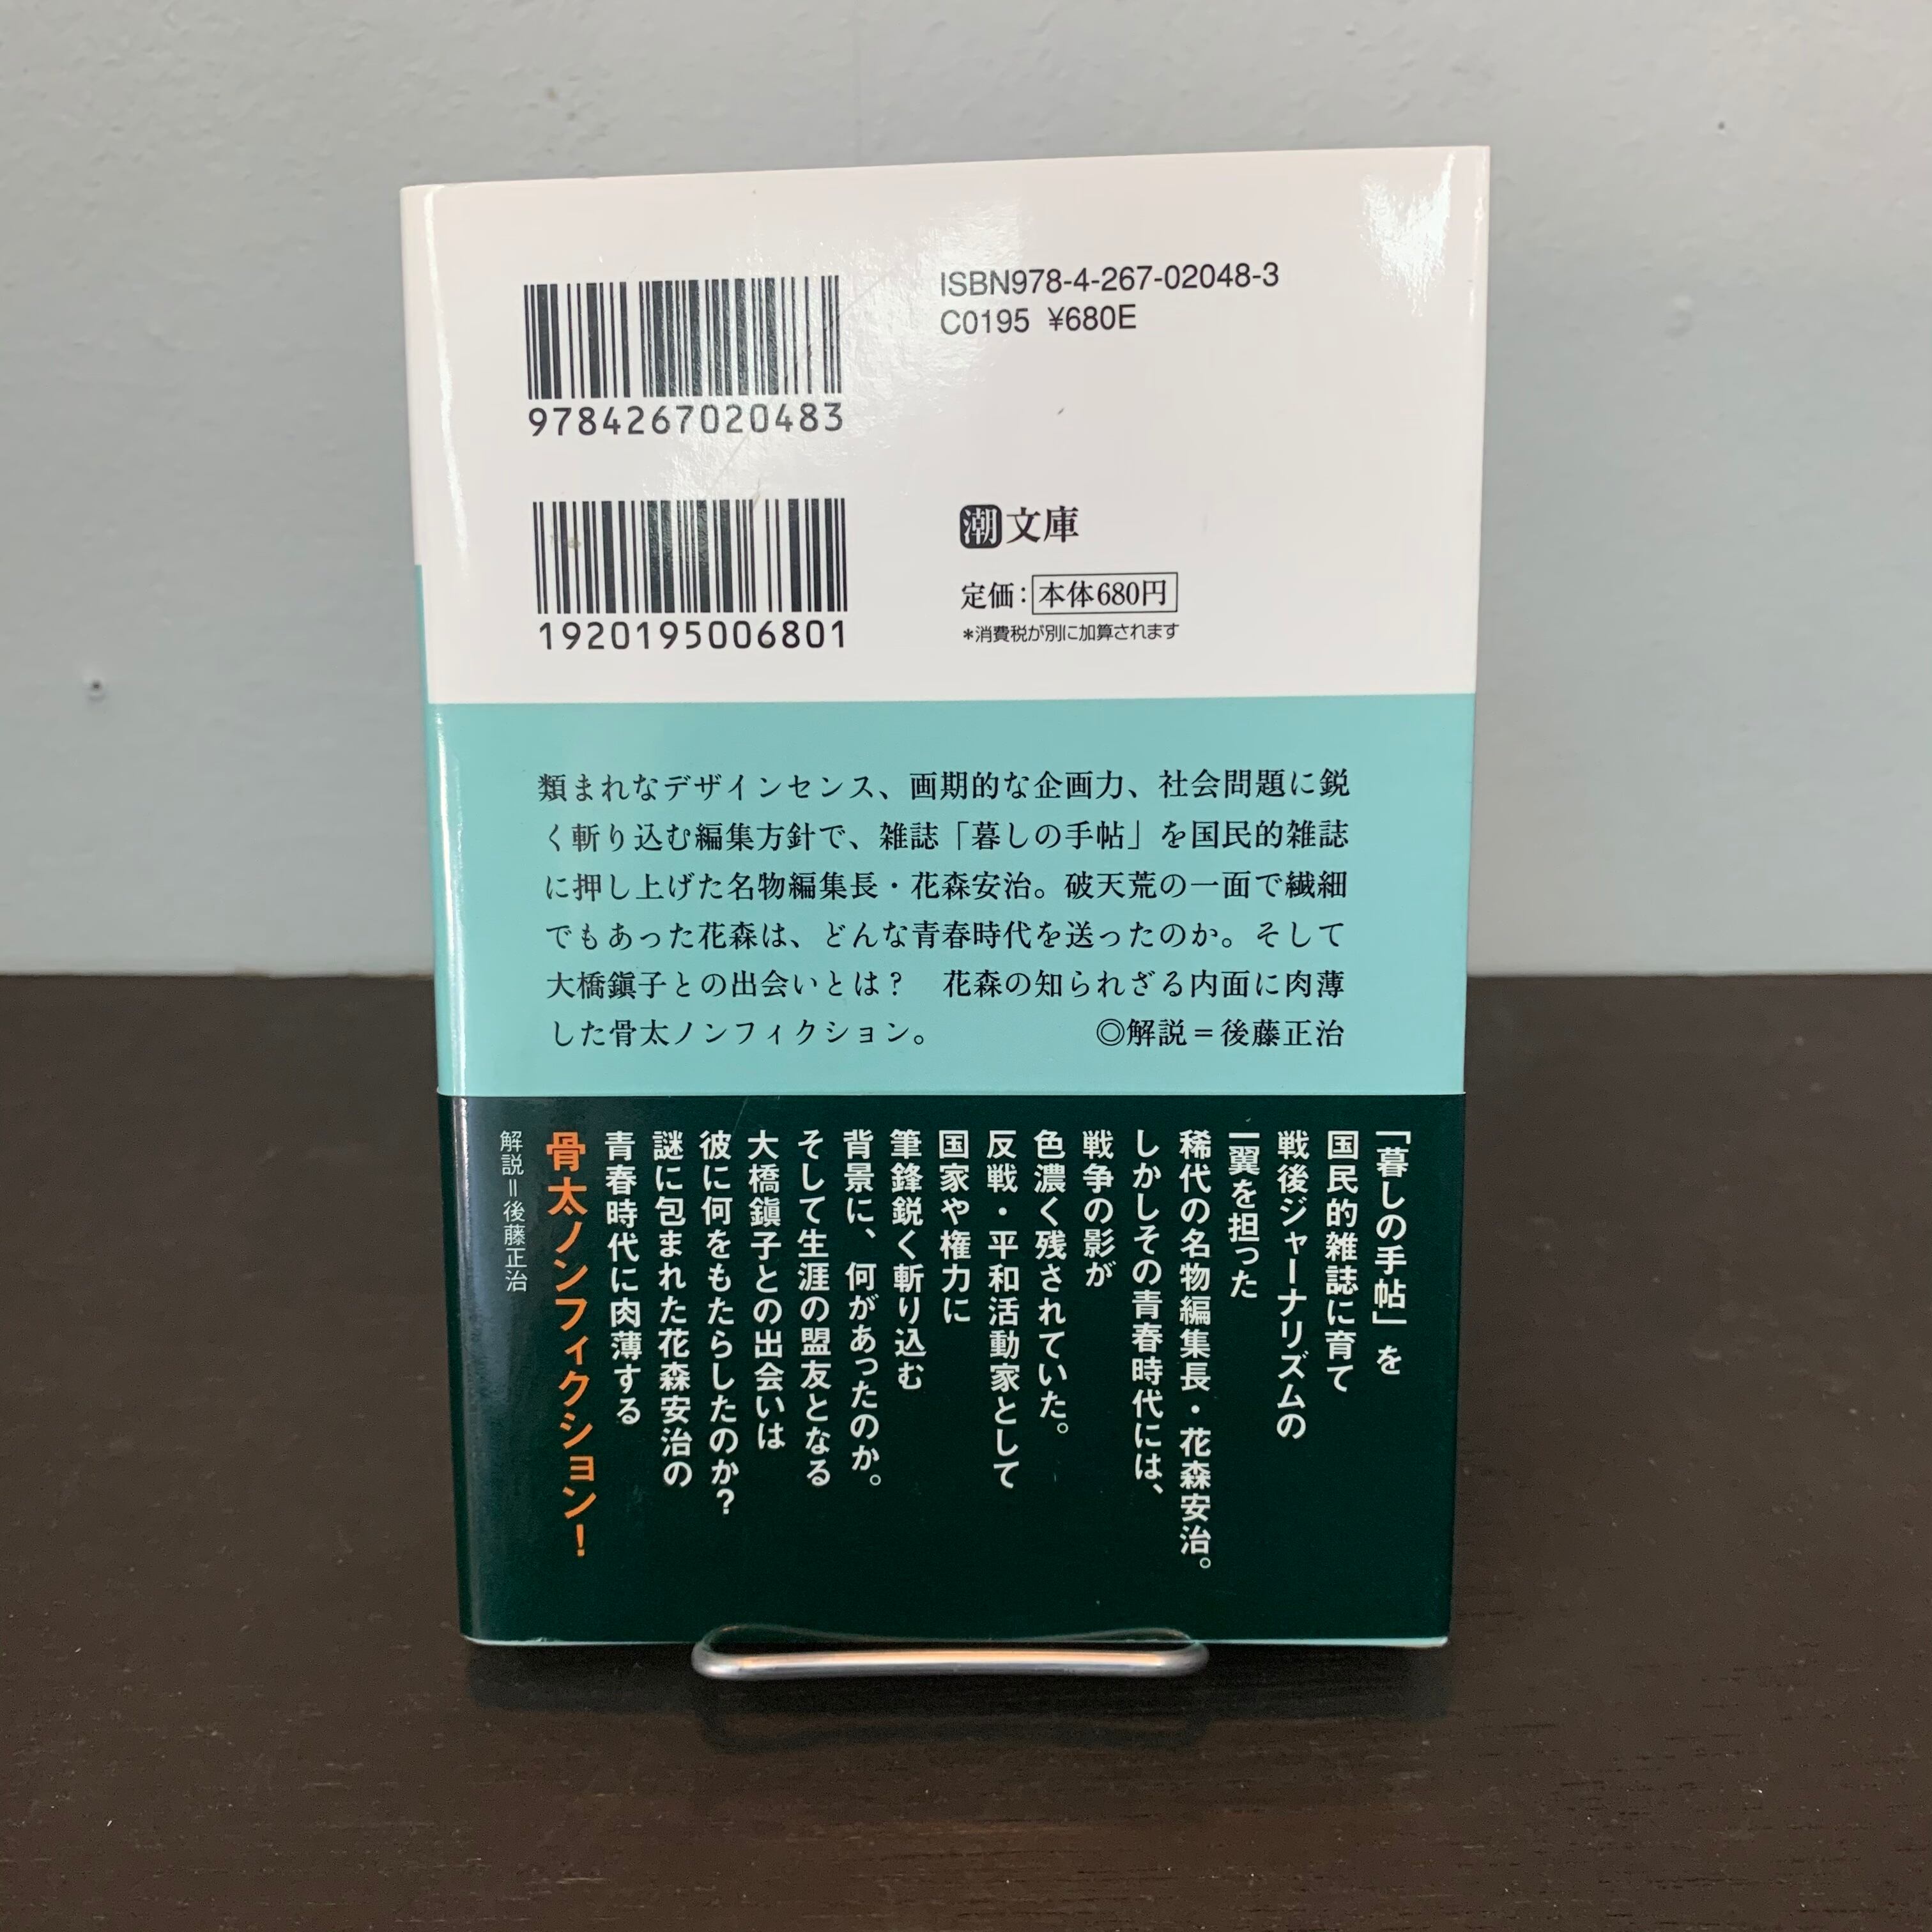 ISBN978-4-267-02048-3
C0195 ¥680E
9784267020483
1920195006801
潮文庫
定価：本体680円
＊消費税が別に加算されます
類まれなデザインセンス、画期的な企画力、社会問題に鋭
く斬り込む編集方針で、雑誌「暮しの手帖」を国民的雑誌
に押し上げた名物編集長・花森安治。破天荒の一面で繊細
でもあった花森は、どんな青春時代を送ったのか。そして
大橋鎭子との出会いとは？　花森の知られざる内面に肉薄
した骨太ノンフィクション。　◎解説＝後藤正治
「暮しの手帖」を
国民的雑誌に育て
戦後ジャーナリズムの
一翼を担った
稀代の名物編集長・花森安治。
しかしその青春時代には、
戦争の影が
色濃く残されていた。
反戦・平和活動家として
国家や権力に
筆鋒鋭く斬り込む
背景に、何があったのか。
そして生涯の盟友となる
大橋鎭子との出会いは
彼に何をもたらしたのか？
謎に包まれた花森安治の
青春時代に肉薄する
骨太ノンフィクション！
解説＝後藤正治